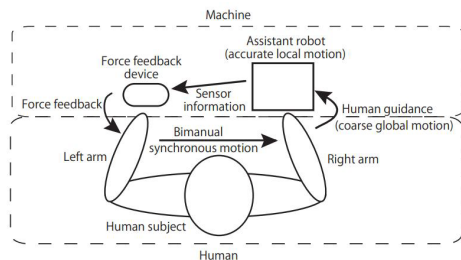 Machine
Assistant robot
(accurate local motion)
Force feedback
device
Sensor
information
Force feedback
Human guidance
(coarse global motion)
Bimanual
synchronous motion
Left arm
Right arm
Human subject
Human